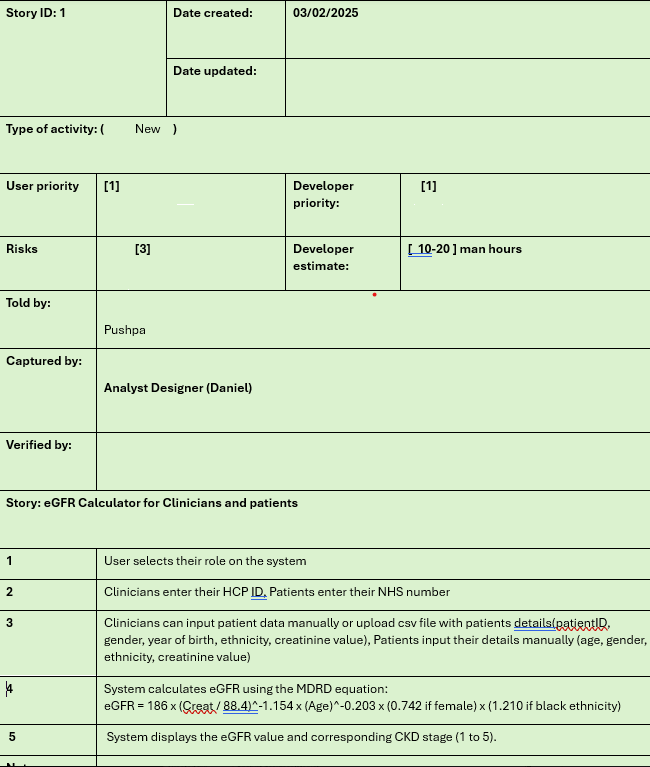 Story ID: 1
Date created:
03/02/2025
Date updated:
Type of activity: ( New )
User priority
[1]
Developer
priority:
[1]
Risks
[3]
Developer
estimate:
[ 10-20 ] man hours
Told by:
Pushpa
Captured by:
Analyst Designer (Daniel)
Verified by:
Story: eGFR Calculator for Clinicians and patients
1
User selects their role on the system
2
Clinicians enter their HCP ID, Patients enter their NHS number
3
Clinicians can input patient data manually or upload csv file with patients details(patientID,
gender, year of birth, ethnicity, creatinine value), Patients input their details manually (age, gender,
ethnicity, creatinine value)
4
System calculates eGFR using the MDRD equation:
eGFR = 186 x (Creat / 88.4)^-1.154 x (Age)^-0.203 x (0.742 if female) x (1.210 if black ethnicity)
5
System displays the eGFR value and corresponding CKD stage (1 to 5).